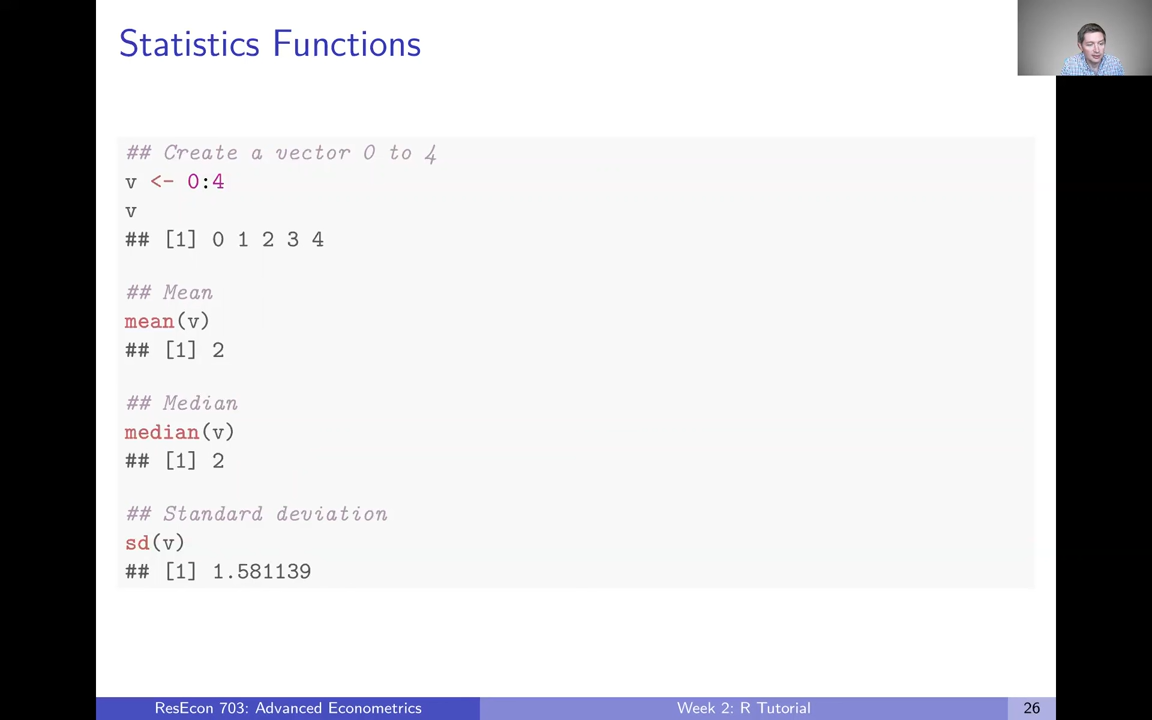 Statistics Functions
## Create a vector 0 to 4
v <- 0:4
v
## [1] 0 1 2 3 4
## Mean
mean(v)
## [1] 2
## Median
median(v)
## [1] 2
## Standard deviation
sd(v)
## [1] 1.581139
ResEcon 703: Advanced Econometrics
Week 2: R Tutorial
26